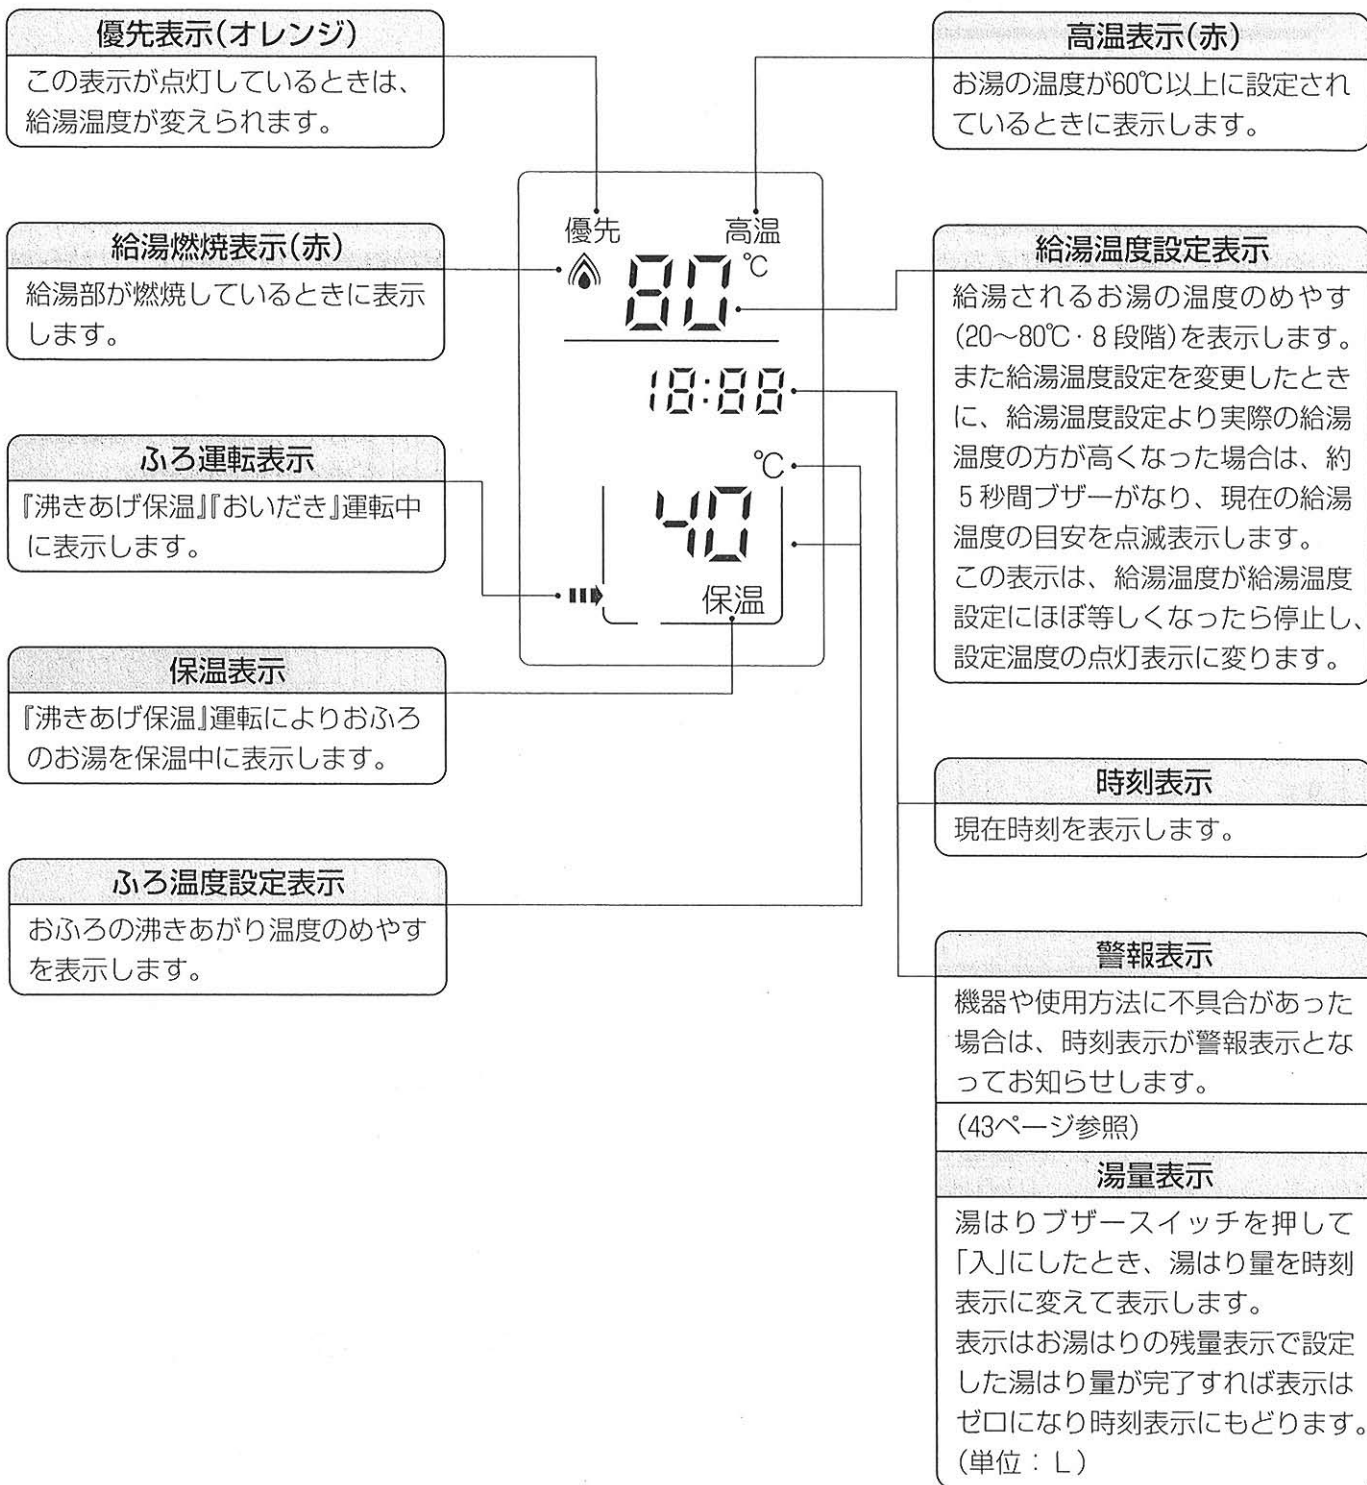 優先表示(オレンジ)
この表示が点灯しているときは、
給湯温度が変えられます。
給湯燃焼表示(赤)
給湯部が燃焼しているときに表示
します。
ふろ運転表示
『沸きあげ保温』『おいだき』運転中
に表示します。
保温表示
『沸きあげ保温』運転によりおふろ
のお湯を保温中に表示します。
ふろ温度設定表示
おふろの沸きあがり温度のめやす
を表示します。
優先 高温
80℃
18:88
℃
40
保温
高温表示(赤)
お湯の温度が60℃以上に設定され
ているときに表示します。
給湯温度設定表示
給湯されるお湯の温度のめやす
(20〜80℃・8段階)を表示します。
また給湯温度設定を変更したとき
に、給湯温度設定より実際の給湯
温度の方が高くなった場合は、約
5秒間ブザーがなり、現在の給湯
温度の目安を点滅表示します。
この表示は、給湯温度が給湯温度
設定にほぼ等しくなったら停止し、
設定温度の点灯表示に変ります。
時刻表示
現在時刻を表示します。
警報表示
機器や使用方法に不具合があった
場合は、時刻表示が警報表示とな
ってお知らせします。
(43ページ参照)
湯量表示
湯はりブザースイッチを押して
「入」にしたとき、湯はり量を時刻
表示に変えて表示します。
表示はお湯はりの残量表示で設定
した湯はり量が完了すれば表示は
ゼロになり時刻表示にもどります。
(単位：L)